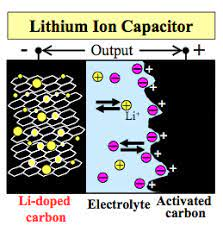 Lithium Ion Capacitor
- Output +
+
+
Li⁺
+
+
+
+
+
+
Li-doped Electrolyte Activated
carbon carbon